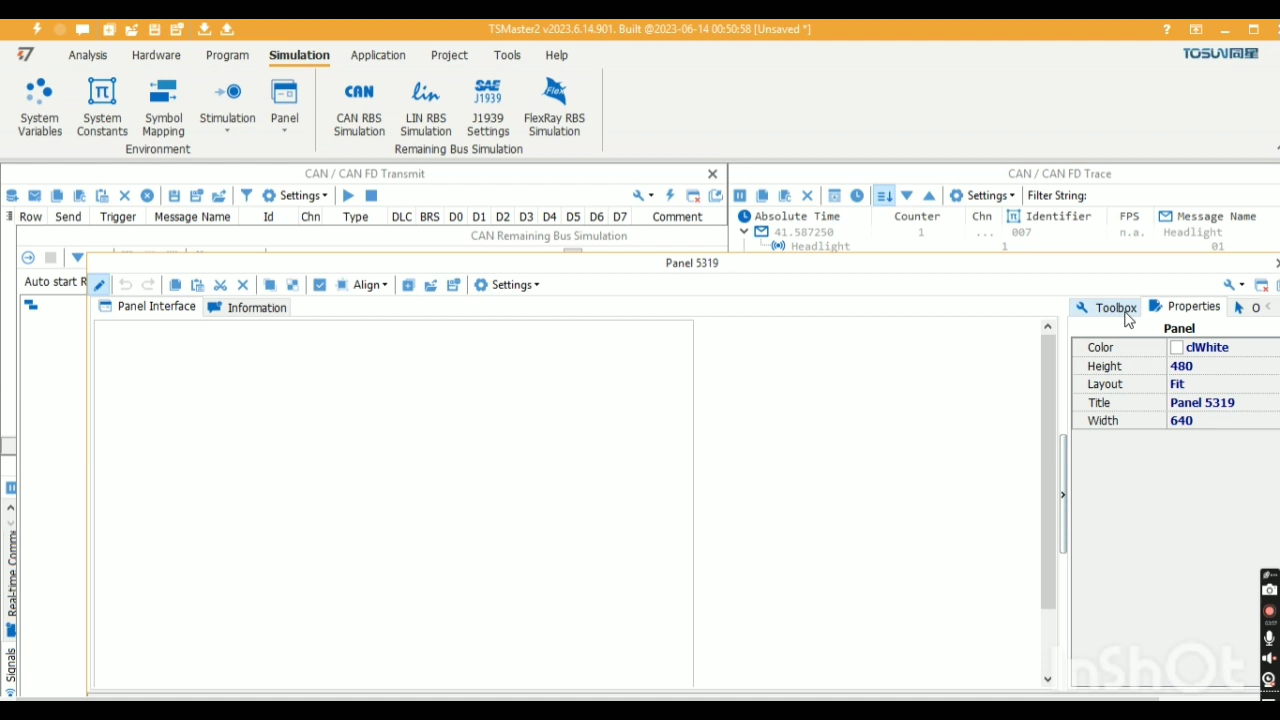 TSMaster2 v2023.6.14.901. Built @2023-06-14 00:50:58 [Unsaved *]
?
Analysis Hardware Program Simulation Application Project Tools Help
TOSUN同星
System Variables
System Constants
Symbol Mapping
Stimulation
Panel
CAN
CAN RBS Simulation
lin
LIN RBS Simulation
SAE J1939
J1939 Settings
Flex
FlexRay RBS Simulation
Environment
Remaining Bus Simulation
CAN / CAN FD Transmit
CAN / CAN FD Trace
Settings
Settings Filter String:
Row Send Trigger Message Name Id Chn Type DLC BRS D0 D1 D2 D3 D4 D5 D6 D7 Comment
Absolute Time Counter Chn Identifier FPS Message Name
41.587250 1 ... 007 n.a. Headlight
Headlight 1 01
CAN Remaining Bus Simulation
Panel 5319
Auto start R
Align Settings
Panel Interface Information
Toolbox Properties O
Panel
Color clWhite
Height 480
Layout Fit
Title Panel 5319
Width 640
Real-time Comme
Signals
InShOt